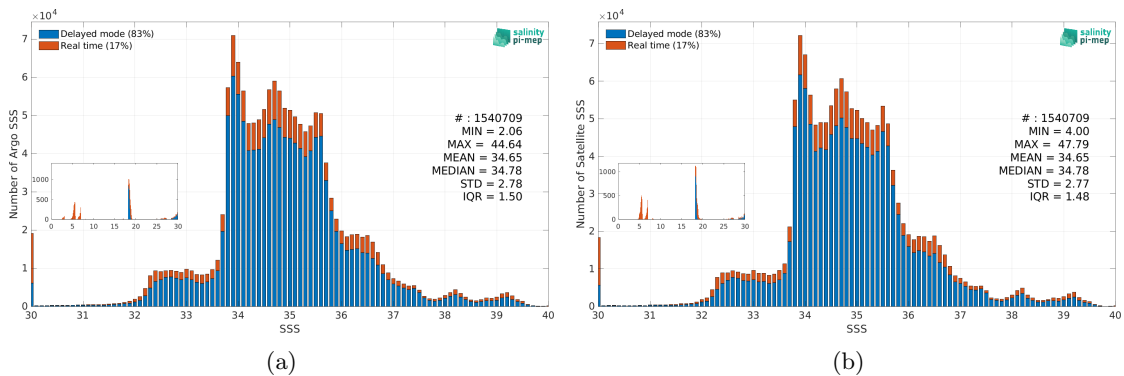 ×10⁴
Delayed mode (83%)
Real time (17%)
salinity
pi-mep
Number of Argo SSS
7
6
5
4
3
2
1
0
# : 1540709
MIN = 2.06
MAX = 44.64
MEAN = 34.65
MEDIAN = 34.78
STD = 2.78
IQR = 1.50
1000
500
0
0 5 10 15 20 25 30
30 31 32 33 34 35 36 37 38 39 40
SSS
(a)
×10⁴
Delayed mode (83%)
Real time (17%)
salinity
pi-mep
Number of Satellite SSS
7
6
5
4
3
2
1
0
# : 1540709
MIN = 4.00
MAX = 47.79
MEAN = 34.65
MEDIAN = 34.78
STD = 2.77
IQR = 1.48
1000
500
0
0 5 10 15 20 25 30
30 31 32 33 34 35 36 37 38 39 40
SSS
(b)